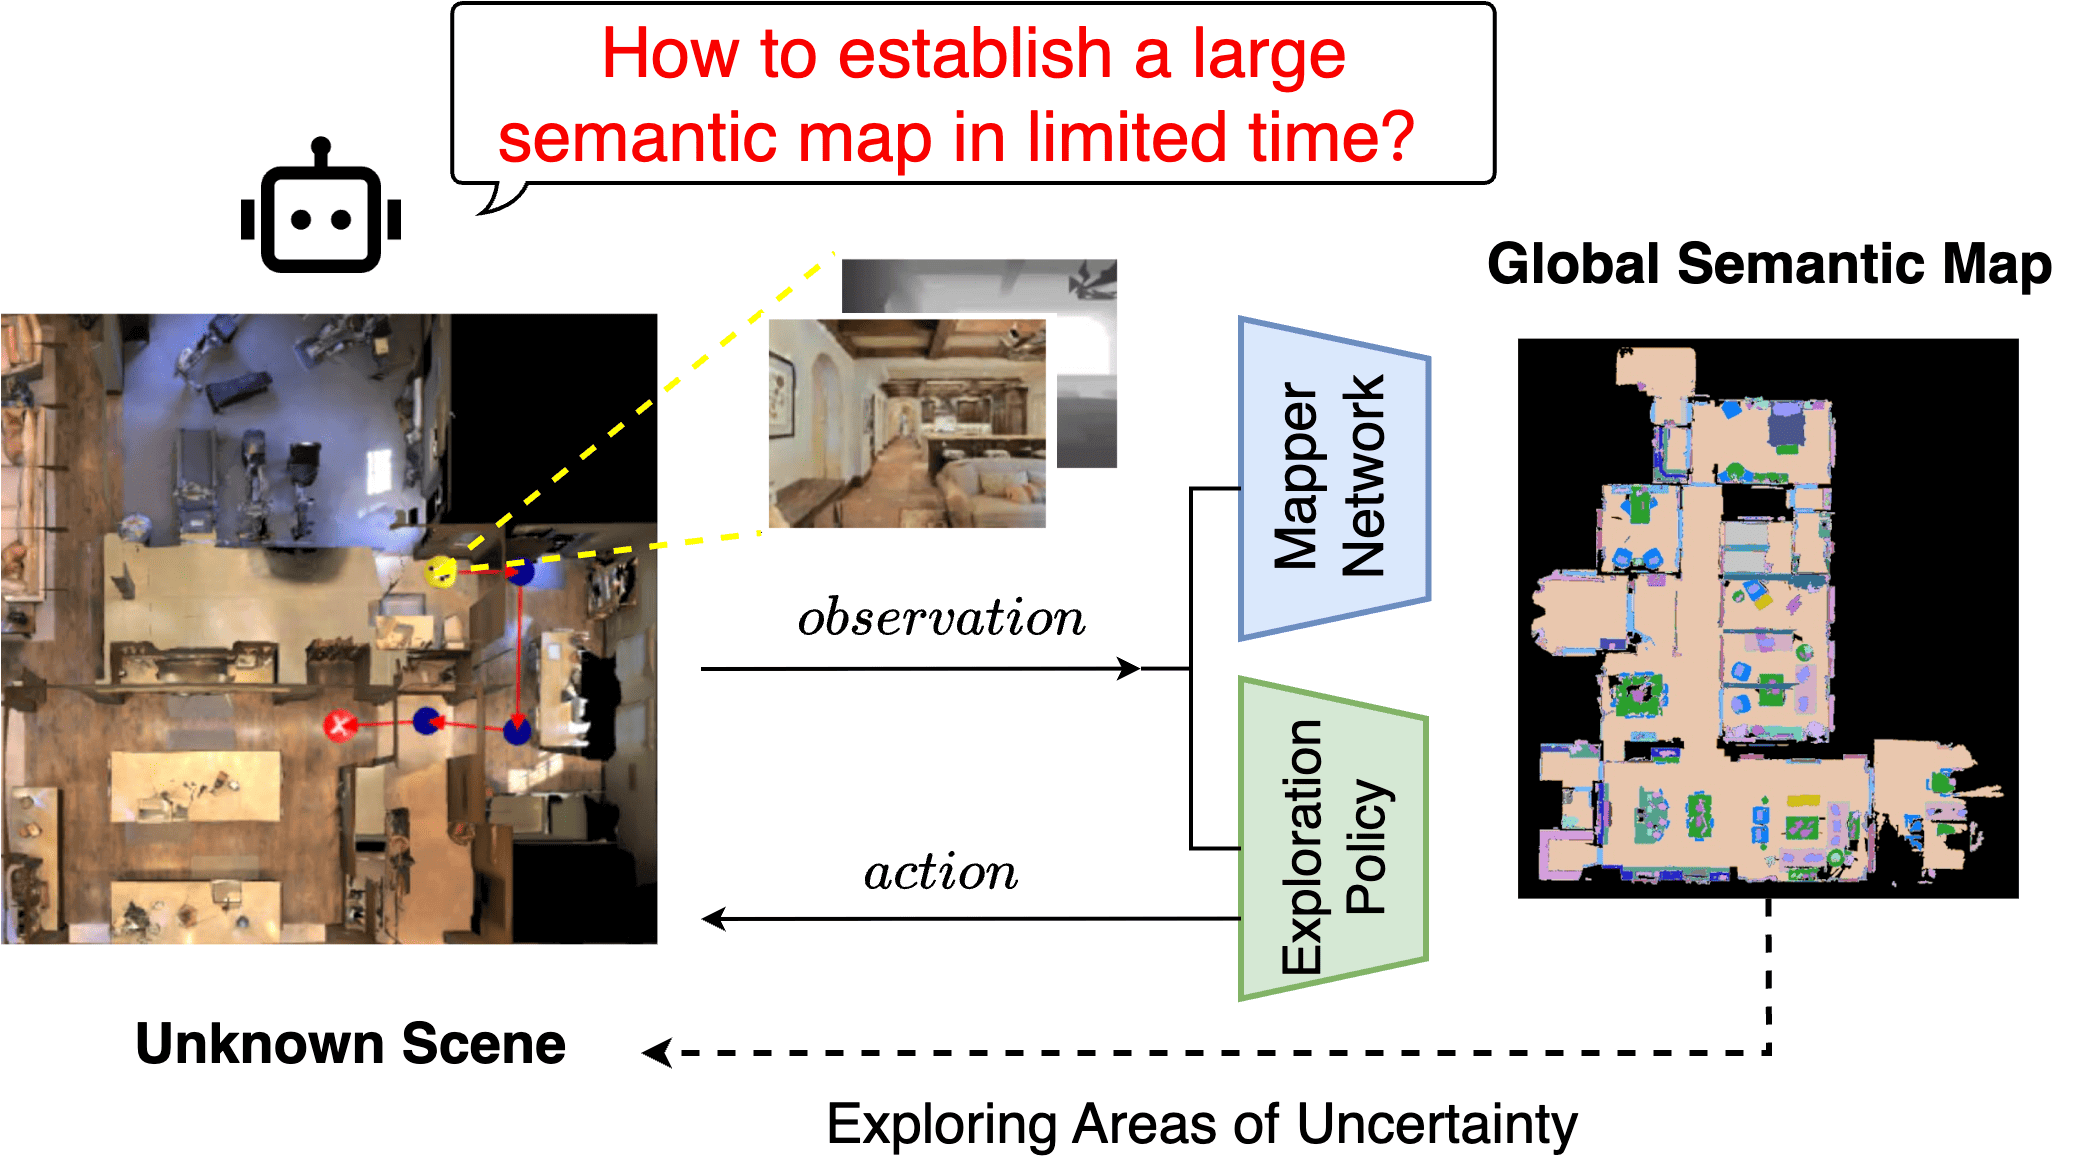 How to establish a large
semantic map in limited time?
Global Semantic Map
Mapper
Network
observation
Exploration
Policy
action
Unknown Scene
Exploring Areas of Uncertainty